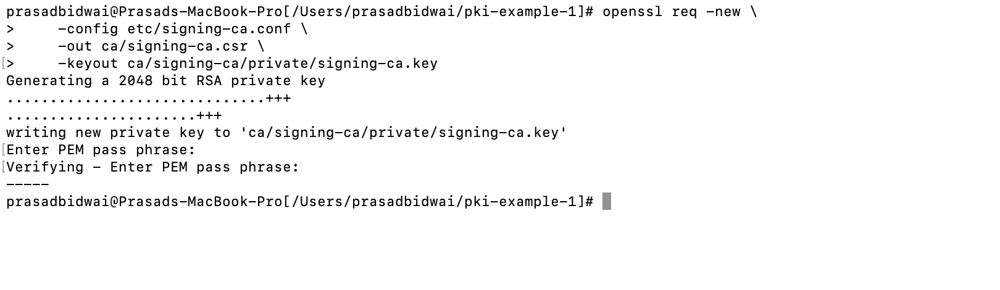 prasadbidwai@Prasads-MacBook-Pro[/Users/prasadbidwai/pki-example-1]# openssl req -new \
>     -config etc/signing-ca.conf \
>     -out ca/signing-ca.csr \
[>     -keyout ca/signing-ca/private/signing-ca.key
Generating a 2048 bit RSA private key
..............................+++
......................+++
writing new private key to 'ca/signing-ca/private/signing-ca.key'
[Enter PEM pass phrase:
[Verifying - Enter PEM pass phrase:
-----
prasadbidwai@Prasads-MacBook-Pro[/Users/prasadbidwai/pki-example-1]#